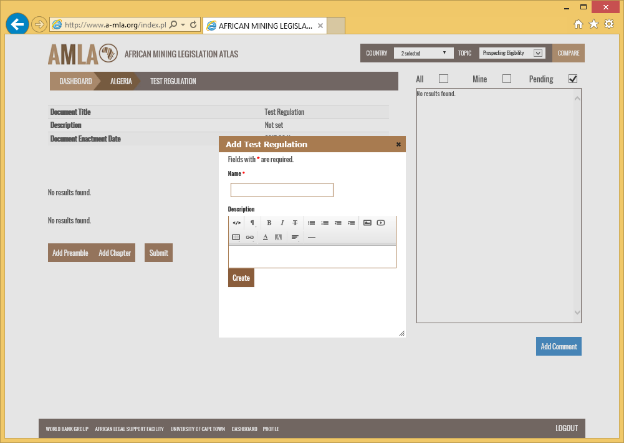 http://www.a-mla.org/index.pl
AFRICAN MINING LEGISLA...
AMLA AFRICAN MINING LEGISLATION ATLAS
COUNTRY 2 selected TOPIC Prospecting Eligibility COMPARE
DASHBOARD ALGERIA TEST REGULATION
All Mine Pending
No results found.
Document Title Test Regulation
Description Not set
Document Enactment Date
Add Test Regulation
Fields with * are required.
Name *
Description
Create
No results found.
No results found.
Add Preamble Add Chapter Submit
Add Comment
WORLD BANK GROUP AFRICAN LEGAL SUPPORT FACILITY UNIVERSITY OF CAPE TOWN DASHBOARD PROFILE LOGOUT